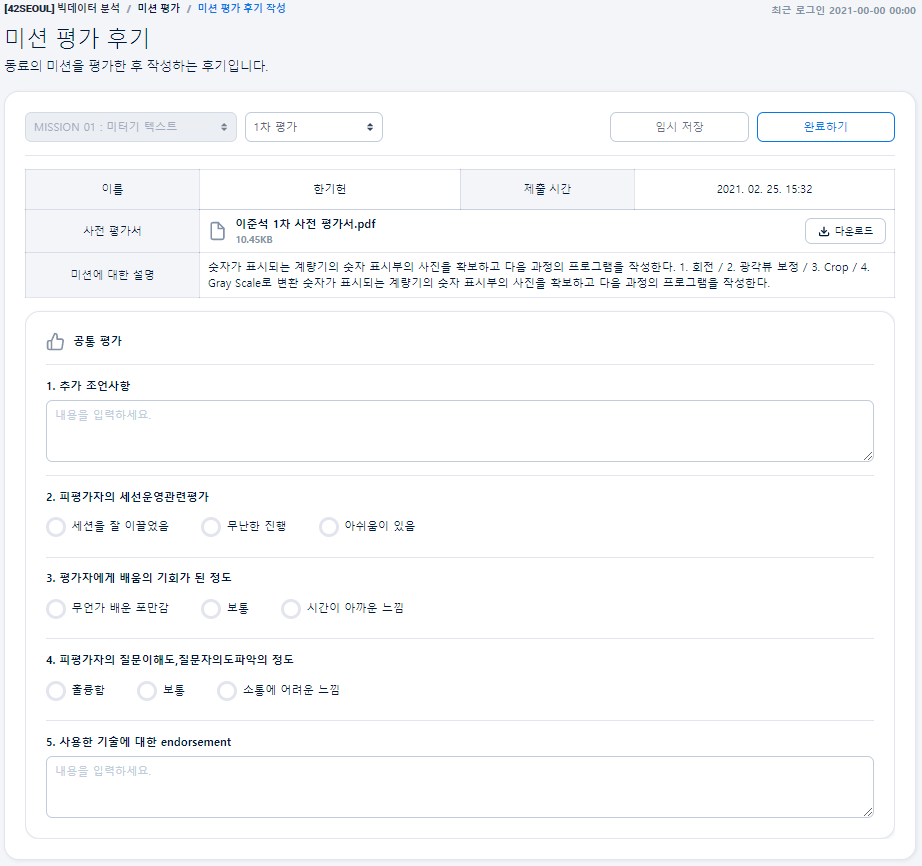 [42SEOUL] 빅데이터 분석 / 미션 평가 / 미션 평가 후기 작성
최근 로그인 2021-00-00 00:00
미션 평가 후기
동료의 미션을 평가한 후 작성하는 후기입니다.
MISSION 01 : 미터기 텍스트
1차 평가
임시 저장
완료하기
이름 한기헌 제출 시간 2021. 02. 25. 15:32
사전 평가서
이준석 1차 사전 평가서.pdf
10.45KB
다운로드
미션에 대한 설명
숫자가 표시되는 계량기의 숫자 표시부의 사진을 확보하고 다음 과정의 프로그램을 작성한다. 1. 회전 / 2. 광각뷰 보정 / 3. Crop / 4.
Gray Scale로 변환 숫자가 표시되는 계량기의 숫자 표시부의 사진을 확보하고 다음 과정의 프로그램을 작성한다.
공통 평가
1. 추가 조언사항
내용을 입력하세요.
2. 피평가자의 세선운영관련평가
세션을 잘 이끌었음 무난한 진행 아쉬움이 있음
3. 평가자에게 배움의 기회가 된 정도
무언가 배운 포만감 보통 시간이 아까운 느낌
4. 피평가자의 질문이해도,질문자의도파악의 정도
훌륭함 보통 소통에 어려운 느낌
5. 사용한 기술에 대한 endorsement
내용을 입력하세요.